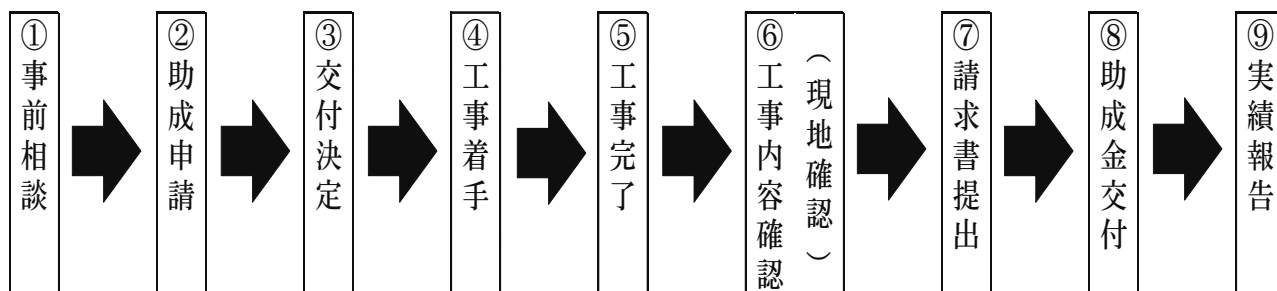 ①事前相談
②助成申請
③交付決定
④工事着手
⑤工事完了
⑥工事内容確認
（現地確認）
⑦請求書提出
⑧助成金交付
⑨実績報告